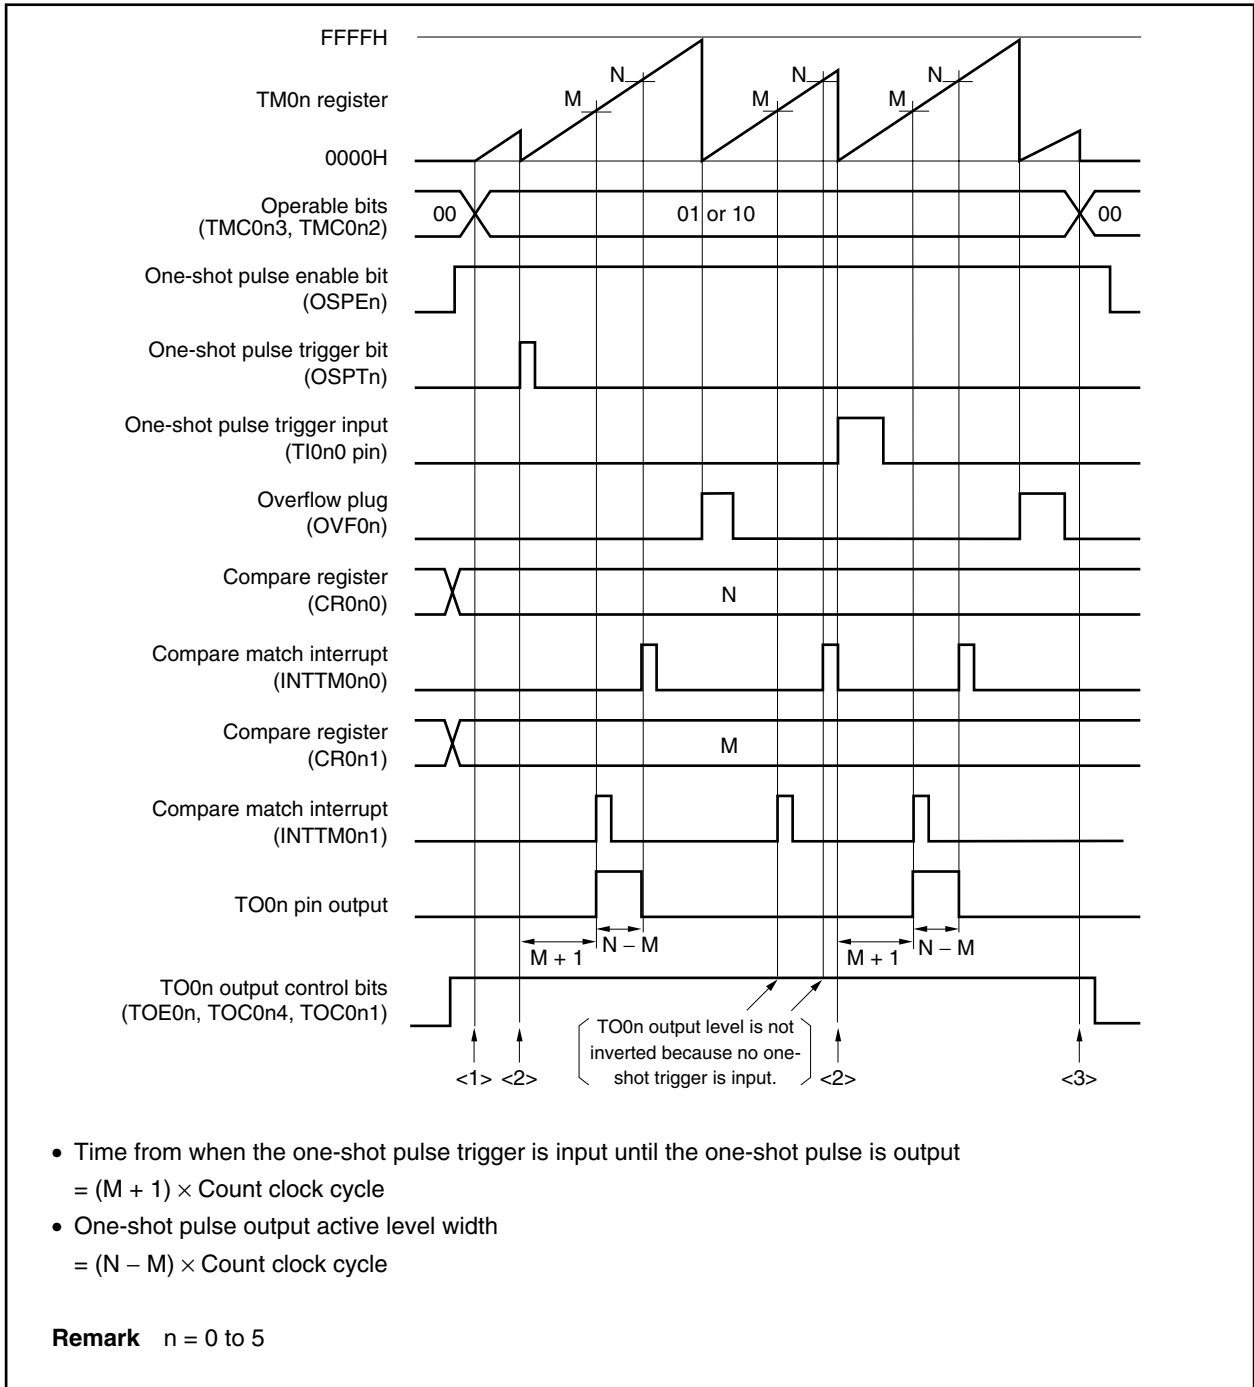 FFFFH
N
N
N
TM0n register
M
M
M
0000H
Operable bits
(TMC0n3, TMC0n2)
00
01 or 10
00
One-shot pulse enable bit
(OSPEn)
One-shot pulse trigger bit
(OSPTn)
One-shot pulse trigger input
(TI0n0 pin)
Overflow plug
(OVF0n)
Compare register
(CR0n0)
N
Compare match interrupt
(INTTM0n0)
Compare register
(CR0n1)
M
Compare match interrupt
(INTTM0n1)
TO0n pin output
M + 1
N – M
M + 1
N – M
TO0n output control bits
(TOE0n, TOC0n4, TOC0n1)
TO0n output level is not
inverted because no one-
shot trigger is input.
<1>
<2>
<2>
<3>
• Time from when the one-shot pulse trigger is input until the one-shot pulse is output
= (M + 1) × Count clock cycle
• One-shot pulse output active level width
= (N – M) × Count clock cycle
Remark n = 0 to 5